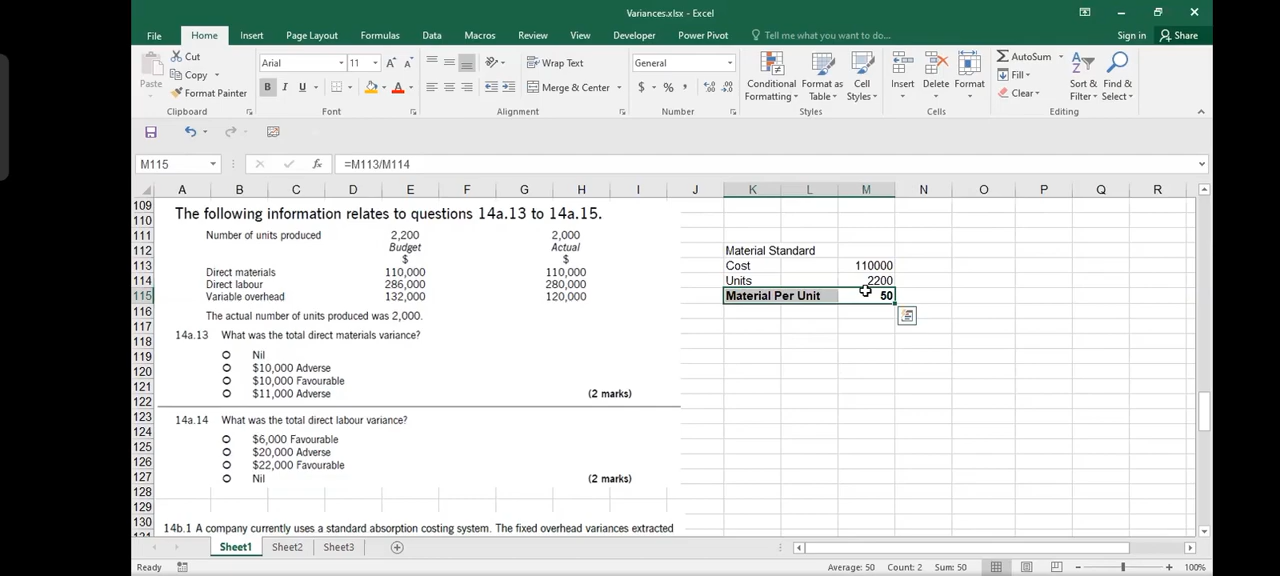 Variances.xlsx - Excel
File Home Insert Page Layout Formulas Data Macros Review View Developer Power Pivot Tell me what you want to do... Sign in Share
Paste Cut Arial 11 Wrap Text General AutoSum
Copy Fill
Format Painter B I U Merge & Center $ % Conditional Formatting Format as Table Cell Styles Insert Delete Format Clear Sort & Filter Find & Select
Clipboard Font Alignment Number Styles Cells Editing
M115 fx =M113/M114
A B C D E F G H I J K L M N O P Q R
109
110 The following information relates to questions 14a.13 to 14a.15.
111 Number of units produced 2,200 2,000
112 Budget Actual Material Standard
113 $ $ Cost 110000
114 Direct materials 110,000 110,000 Units 2200
115 Direct labour 286,000 280,000 Material Per Unit 50
Variable overhead 132,000 120,000
116 The actual number of units produced was 2,000.
117
118 14a.13 What was the total direct materials variance?
119 Nil
120 $10,000 Adverse
121 $10,000 Favourable
122 $11,000 Adverse (2 marks)
123
124 14a.14 What was the total direct labour variance?
125 $6,000 Favourable
126 $20,000 Adverse
$22,000 Favourable
127 Nil (2 marks)
128
129
130 14b.1 A company currently uses a standard absorption costing system. The fixed overhead variances extracted
Sheet1 Sheet2 Sheet3
Ready Average: 50 Count: 2 Sum: 50 100%